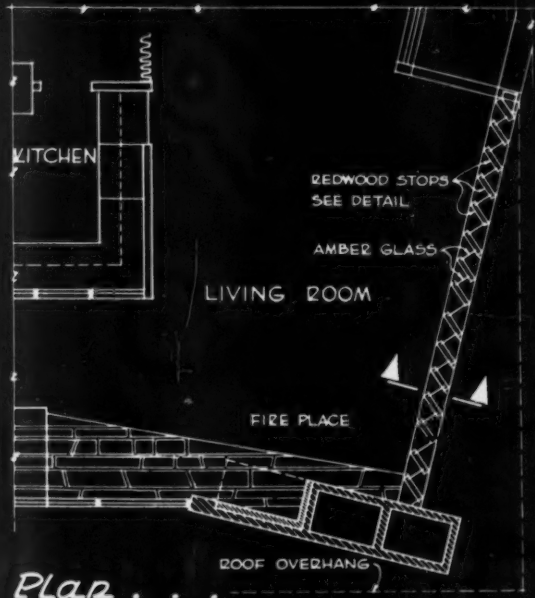 KITCHEN
REDWOOD STOPS
SEE DETAIL
AMBER GLASS
LIVING ROOM
FIRE PLACE
ROOF OVERHANG
Plan . . . .